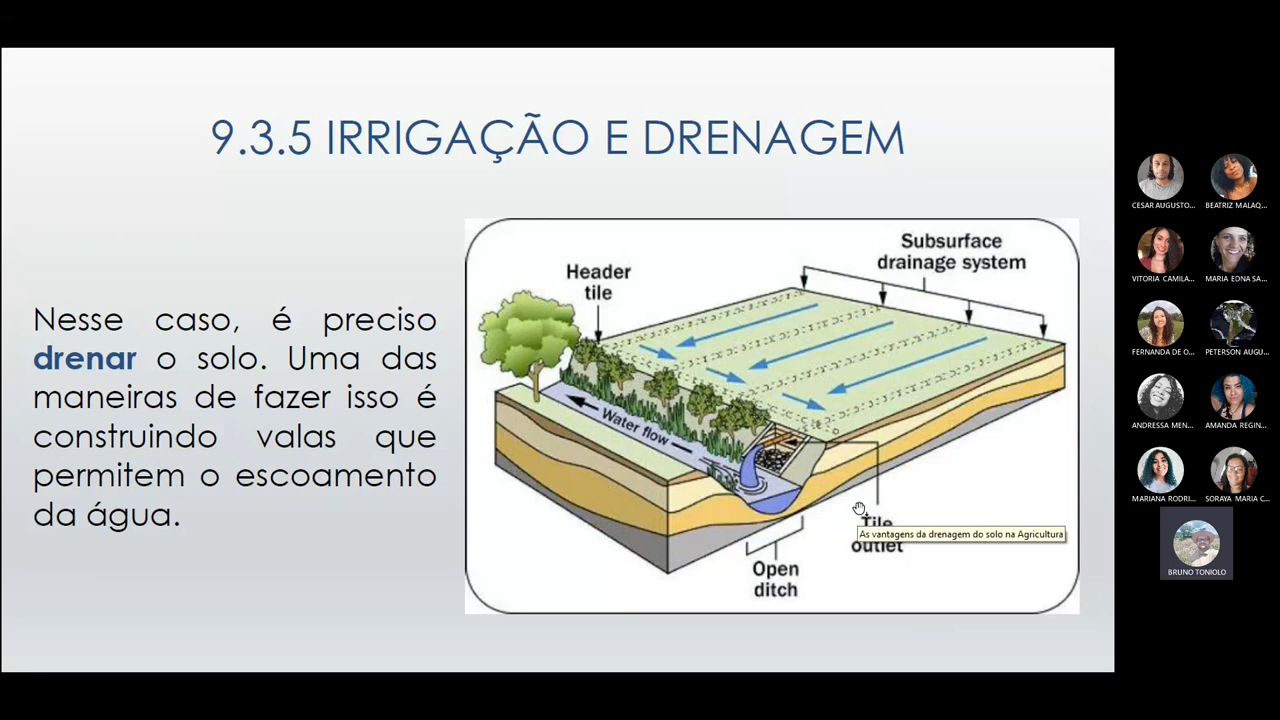 9.3.5 IRRIGAÇÃO E DRENAGEM
Nesse caso, é preciso
drenar o solo. Uma das
maneiras de fazer isso é
construindo valas que
permitem o escoamento
da água.
Subsurface
drainage system
Header
tile
Water flow
Tile
outlet
As vantagens da drenagem do solo na Agricultura
Open
ditch
CESAR AUGUSTO...
BEATRIZ MALAQ...
VITORIA CAMILA...
MARIA EDNA SA...
FERNANDA DE O...
PETERSON AUGU...
ANDRESSA MEN...
AMANDA REGIN...
MARIANA RODRI...
SORAYA MARIA C...
BRUNO TONIOLO